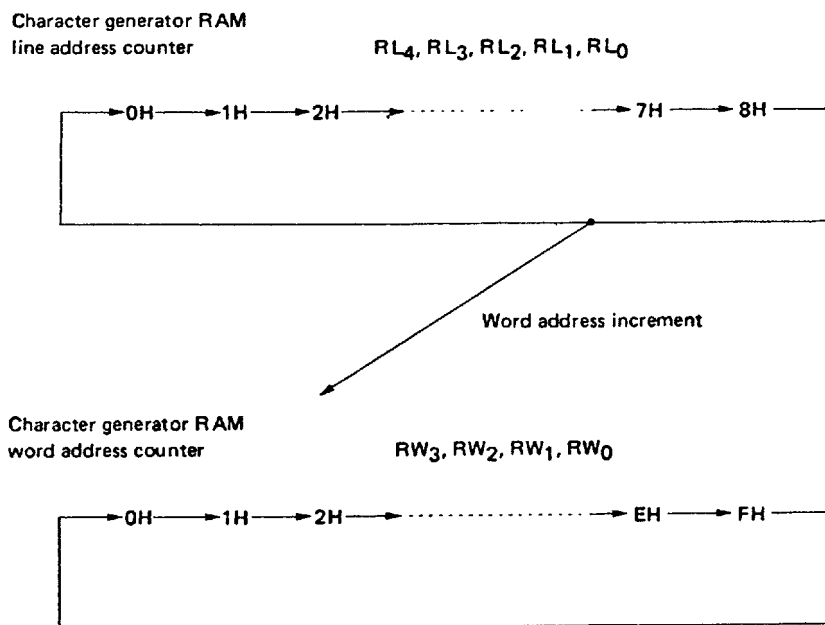 Character generator RAM
line address counter
RL4, RL3, RL2, RL1, RL0
0H 1H 2H 7H 8H
Word address increment
Character generator RAM
word address counter
RW3, RW2, RW1, RW0
0H 1H 2H EH FH